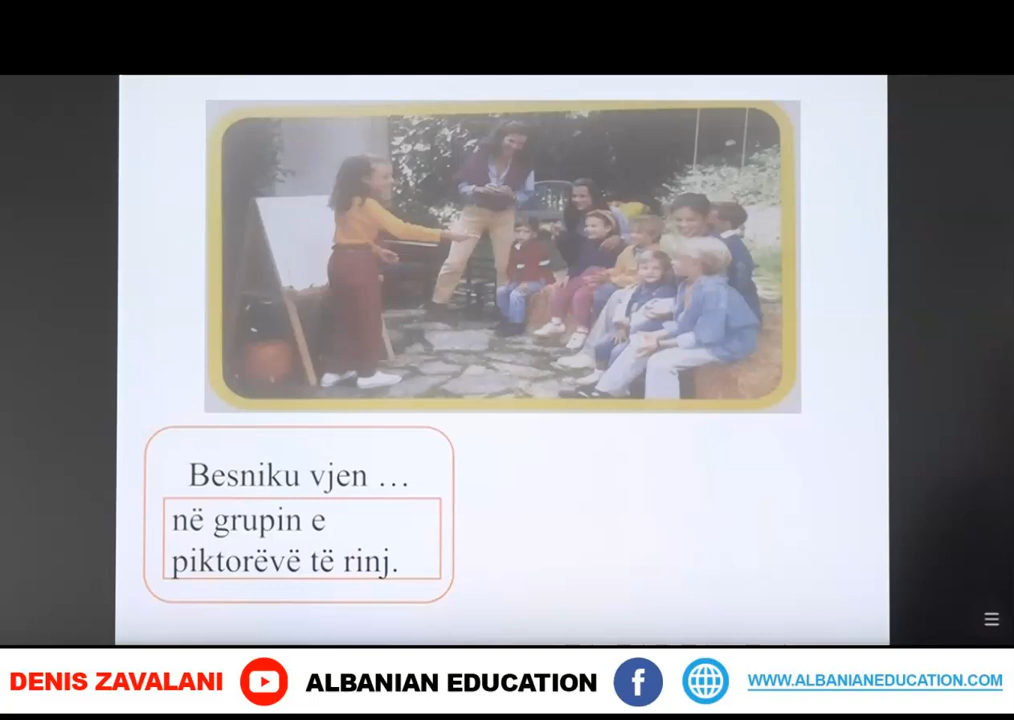 Besniku vjen ...
në grupin e
piktorëvë të rinj.
DENIS ZAVALANI
ALBANIAN EDUCATION
f
WWW.ALBANIANEDUCATION.COM